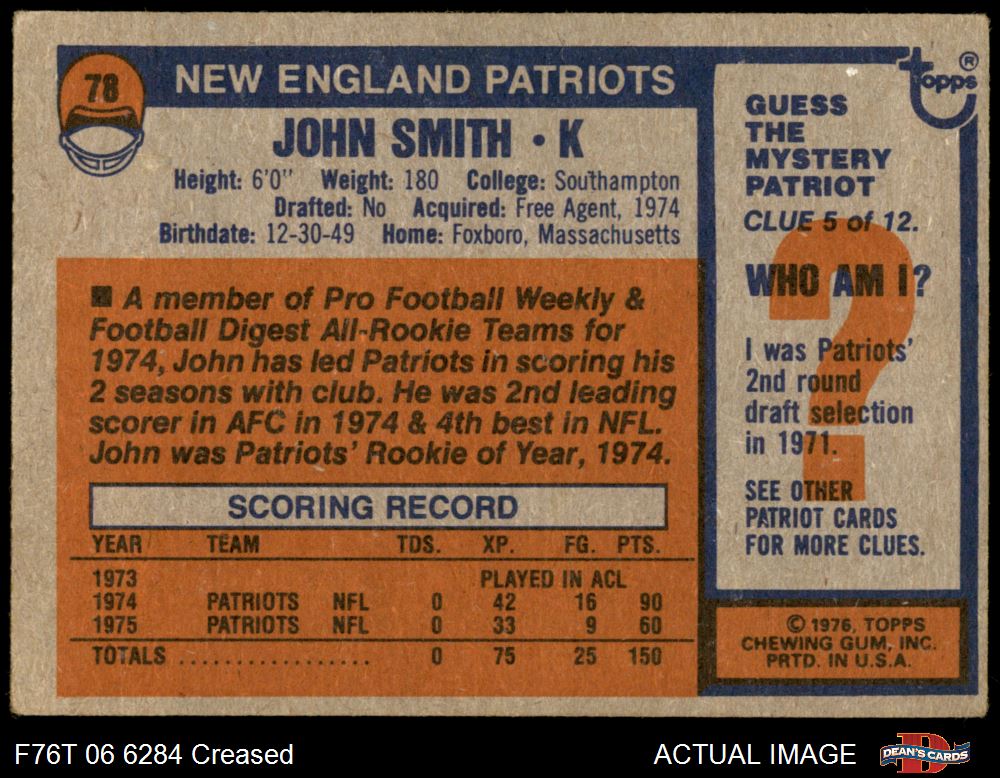 78
NEW ENGLAND PATRIOTS
JOHN SMITH • K
Height: 6'0" Weight: 180 College: Southampton
Drafted: No Acquired: Free Agent, 1974
Birthdate: 12-30-49 Home: Foxboro, Massachusetts
■ A member of Pro Football Weekly &
Football Digest All-Rookie Teams for
1974, John has led Patriots in scoring his
2 seasons with club. He was 2nd leading
scorer in AFC in 1974 & 4th best in NFL.
John was Patriots' Rookie of Year, 1974.
SCORING RECORD
YEAR TEAM TDS. XP. FG. PTS.
1973 PLAYED IN ACL
1974 PATRIOTS NFL 0 42 16 90
1975 PATRIOTS NFL 0 33 9 60
TOTALS .................. 0 75 25 150
topps ®
GUESS
THE
MYSTERY
PATRIOT
CLUE 5 of 12.
?
WHO AM I?
I was Patriots'
2nd round
draft selection
in 1971.
SEE OTHER
PATRIOT CARDS
FOR MORE CLUES.
© 1976, TOPPS
CHEWING GUM, INC.
PRTD. IN U.S.A.
F76T 06 6284 Creased
ACTUAL IMAGE
DEAN'S CARDS